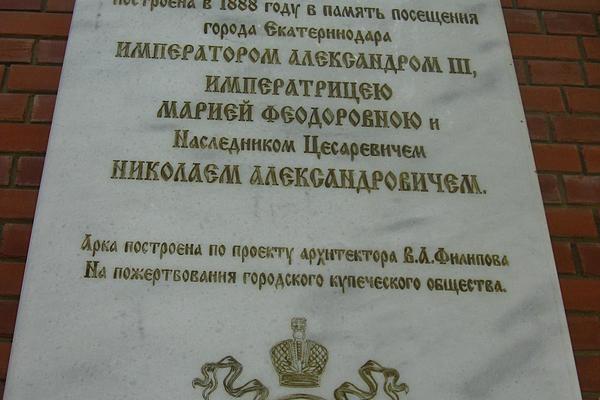 построена в 1888 году в память посещения
города Екатеринодара
ИМПЕРАТОРОМ АЛЕКСАНДРОМ III,
ИМПЕРАТРИЦЕЮ
МАРИЕЙ ФЕОДОРОВНОЮ и
Наследником Цесаревичем
НИКОЛАЕМ АЛЕКСАНДРОВИЧЕМ.
Арка построена по проекту архитектора В.А.Филипова
На пожертвования городского купеческого общества.